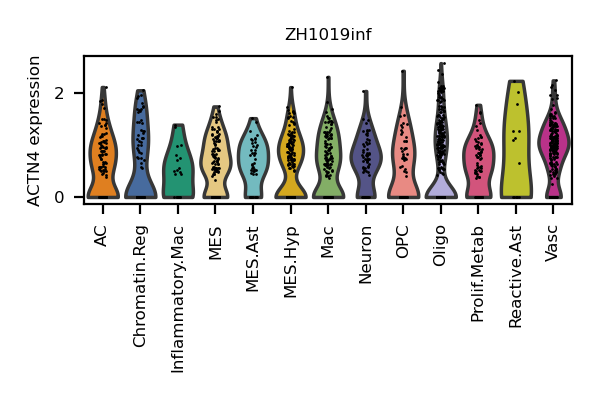 ZH1019inf
ACTN4 expression
2
0
AC
Chromatin.Reg
Inflammatory.Mac
MES
MES.Ast
MES.Hyp
Mac
Neuron
OPC
Oligo
Prolif.Metab
Reactive.Ast
Vasc